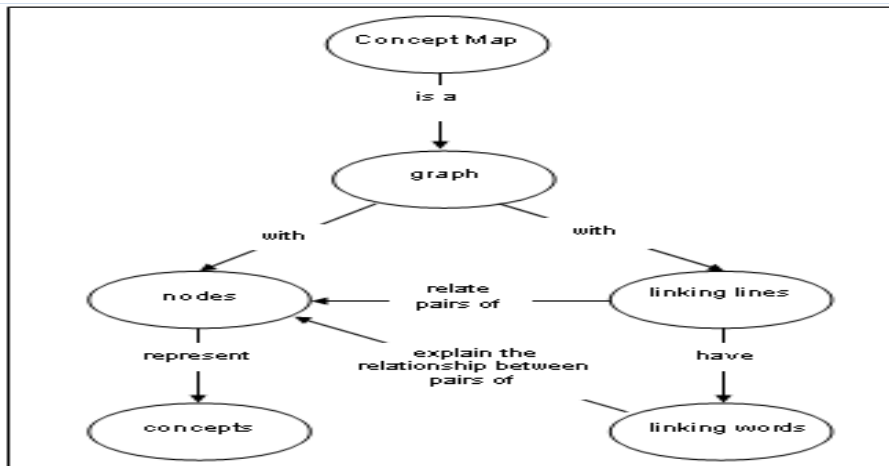 Concept Map
is a
graph
with
with
nodes
relate
pairs of
linking lines
represent
explain the
relationship between
pairs of
have
concepts
linking words